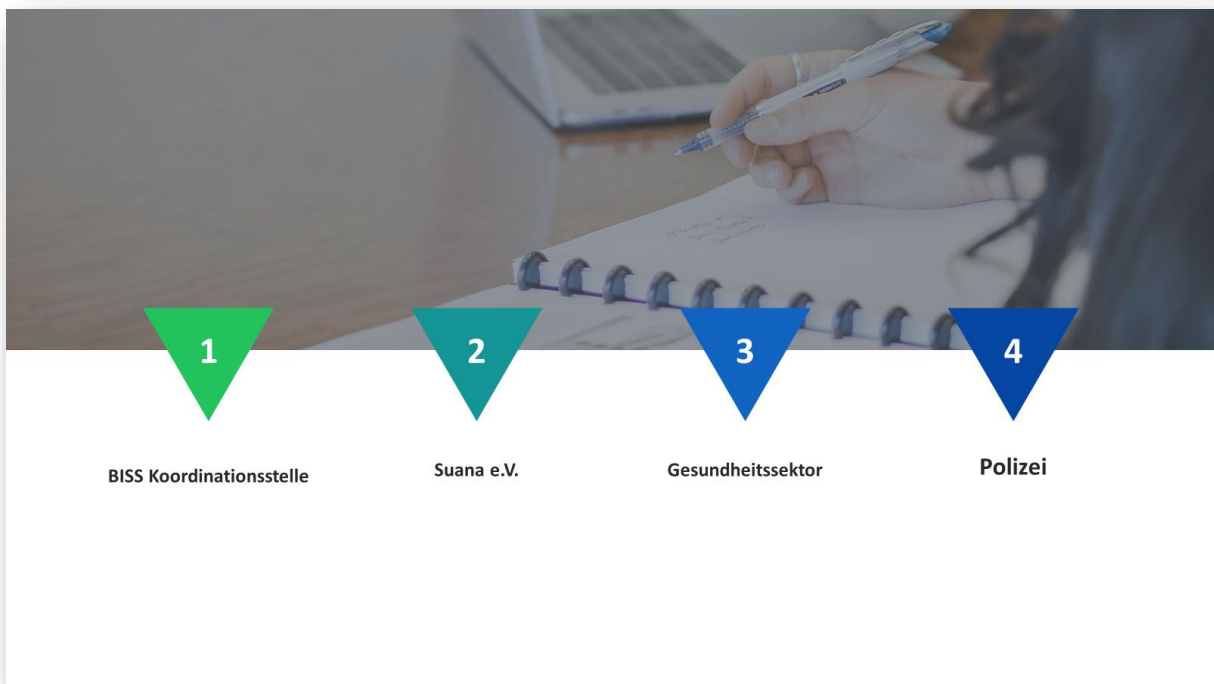 1
2
3
4
BISS Koordinationsstelle
Suana e.V.
Gesundheitssektor
Polizei